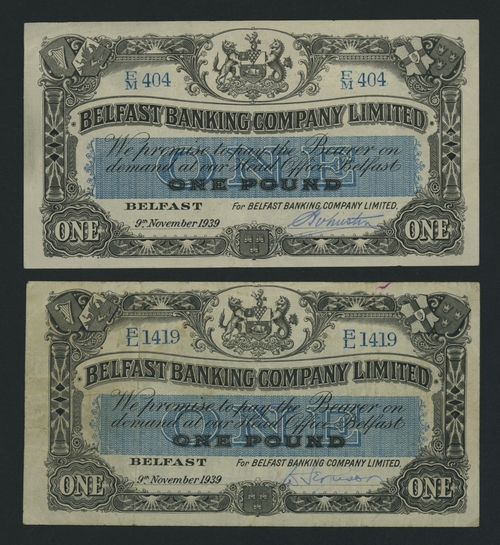 E/M 404 E/M 404
BELFAST BANKING COMPANY LIMITED
We promise to pay the Bearer on
demand at our Head Office Belfast
ONE
ONE POUND
BELFAST For BELFAST BANKING COMPANY LIMITED.
9th November 1939
ONE ONE
E/L 1419 E/L 1419
BELFAST BANKING COMPANY LIMITED
We promise to pay the Bearer on
demand at our Head Office Belfast
ONE
ONE POUND
BELFAST For BELFAST BANKING COMPANY LIMITED.
9th November 1939
ONE ONE